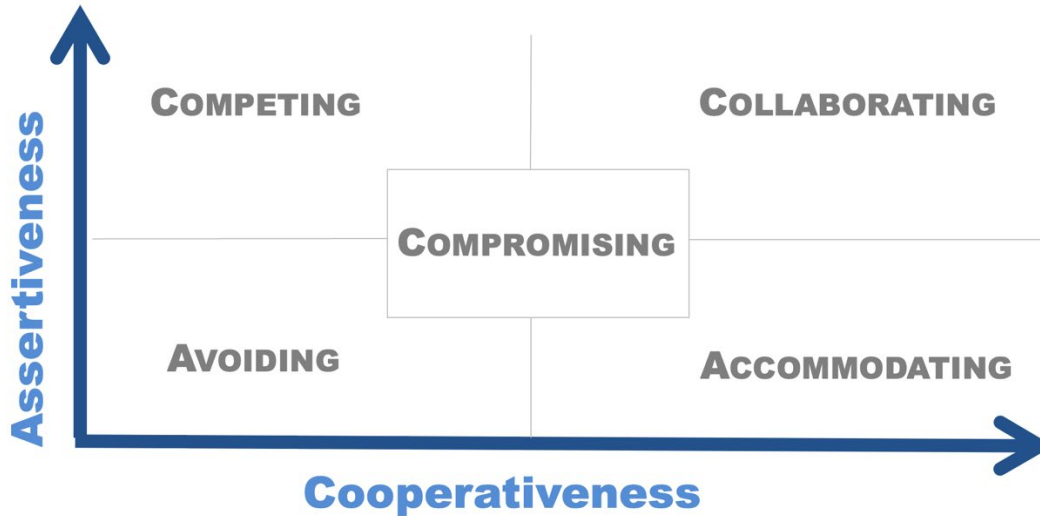 COMPETING
COLLABORATING
Assertiveness
COMPROMISING
AVOIDING
ACCOMMODATING
Cooperativeness